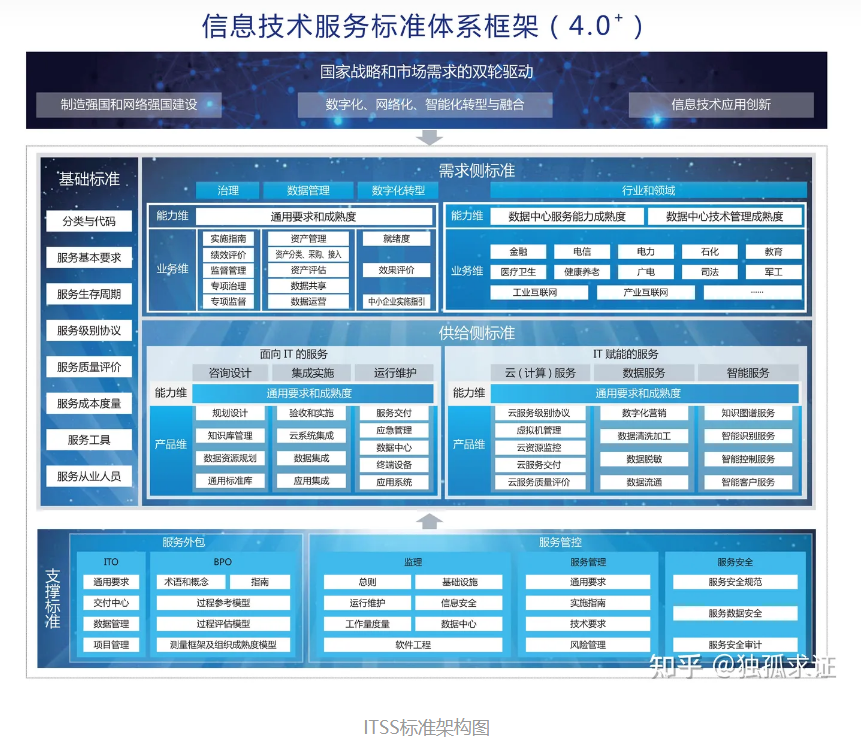 信息技术服务标准体系框架（4.0⁺）
国家战略和市场需求的双轮驱动
制造强国和网络强国建设
数字化、网络化、智能化转型与融合
信息技术应用创新
基础标准
分类与代码
服务基本要求
服务生存周期
服务级别协议
服务质量评价
服务成本度量
服务工具
服务从业人员
需求侧标准
治理
数据管理
数字化转型
能力维
通用要求和成熟度
业务维
实施指南
绩效评价
监督管理
专项治理
专项监督
资产管理
资产分类、采购、接入
资产评估
数据共享
数据运营
就绪度
效果评价
中小企业实施指引
行业和领域
能力维
数据中心服务能力成熟度
数据中心技术管理成熟度
业务维
金融
电信
电力
石化
教育
医疗卫生
健康养老
广电
司法
军工
工业互联网
产业互联网
……
供给侧标准
面向 IT 的服务
咨询设计
集成实施
运行维护
能力维
通用要求和成熟度
产品维
规划设计
知识库管理
数据资源规划
通用标准库
验收和实施
云系统集成
数据集成
应用集成
服务交付
应急管理
数据中心
终端设备
应用系统
IT 赋能的服务
云（计算）服务
数据服务
智能服务
能力维
通用要求和成熟度
产品维
云服务级别协议
虚拟机管理
云资源监控
云服务交付
云服务质量评价
数字化营销
数据清洗加工
数据脱敏
数据流通
知识图谱服务
智能识别服务
智能控制服务
智能客户服务
支撑标准
服务外包
ITO
通用要求
交付中心
数据管理
项目管理
BPO
术语和概念
指南
过程参考模型
过程评估模型
测量框架及组织成熟度模型
服务管控
监理
总则
基础设施
运行维护
信息安全
工作量度量
数据中心
软件工程
服务管理
通用要求
实施指南
技术要求
风险管理
服务安全
服务安全规范
服务数据安全
服务安全审计
知乎 @独孤求证
ITSS标准架构图